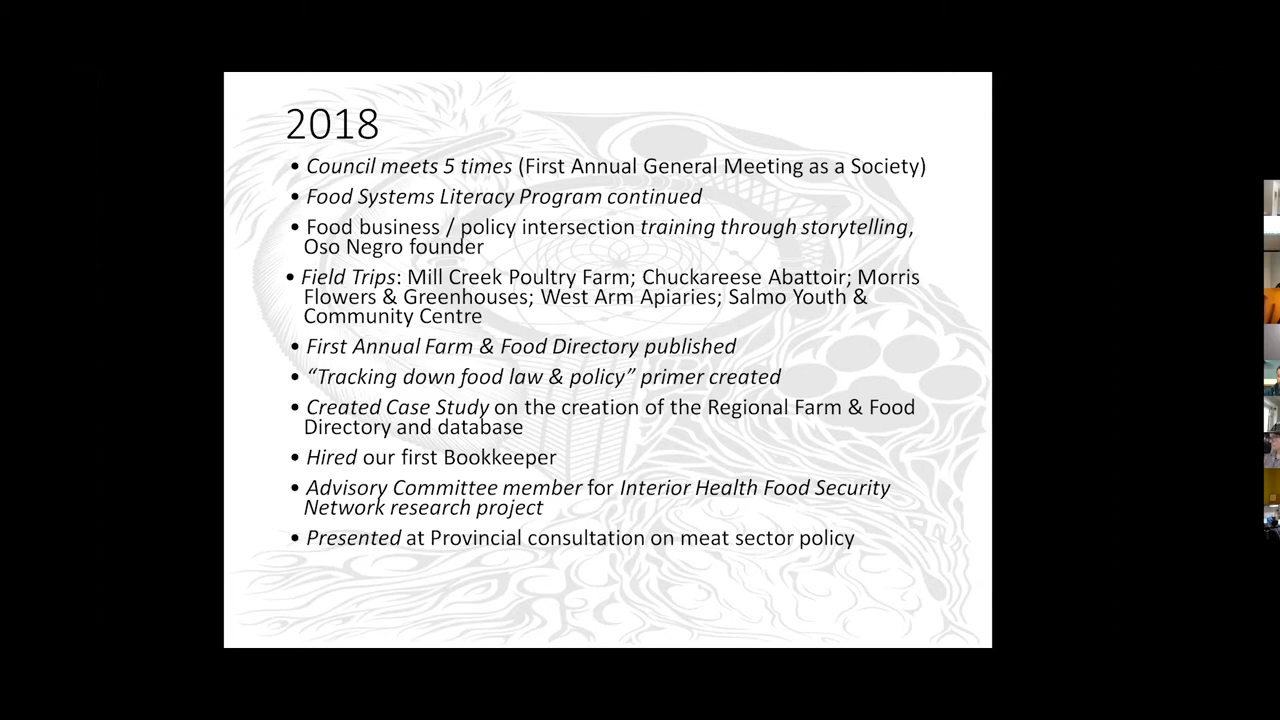 2018
• Council meets 5 times (First Annual General Meeting as a Society)
• Food Systems Literacy Program continued
• Food business / policy intersection training through storytelling,
Oso Negro founder
• Field Trips: Mill Creek Poultry Farm; Chuckareese Abattoir; Morris
Flowers & Greenhouses; West Arm Apiaries; Salmo Youth &
Community Centre
• First Annual Farm & Food Directory published
• “Tracking down food law & policy” primer created
• Created Case Study on the creation of the Regional Farm & Food
Directory and database
• Hired our first Bookkeeper
• Advisory Committee member for Interior Health Food Security
Network research project
• Presented at Provincial consultation on meat sector policy